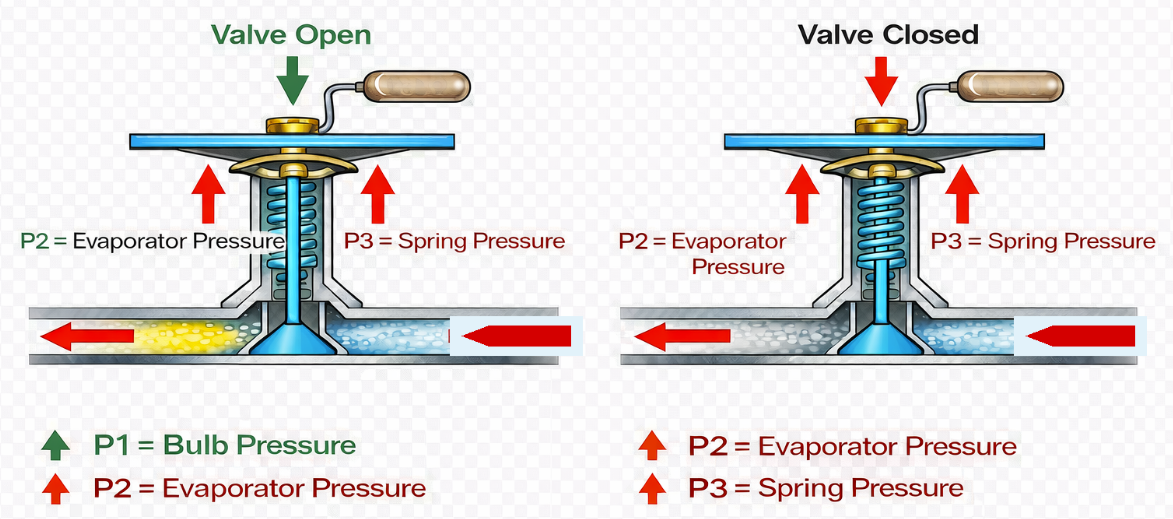 Valve Open
Valve Closed
P2 = Evaporator Pressure
P3 = Spring Pressure
P2 = Evaporator
Pressure
P3 = Spring Pressure
P1 = Bulb Pressure
P2 = Evaporator Pressure
P2 = Evaporator Pressure
P3 = Spring Pressure